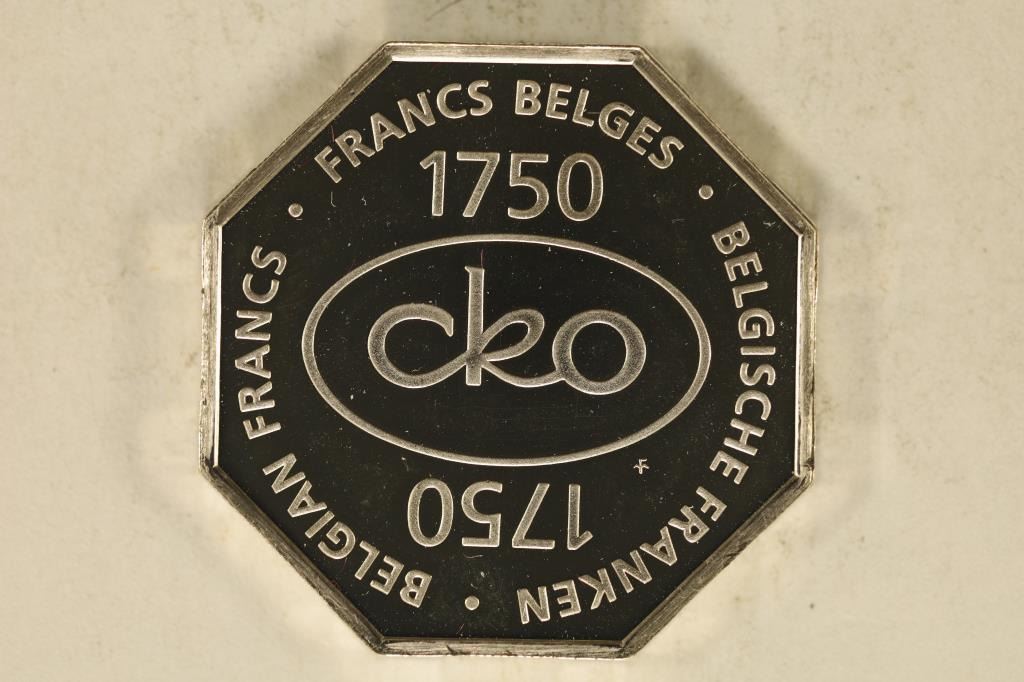 FRANCS BELGES
1750
BELGISCHE FRANKEN
cko
1750
BELGIAN FRANCS